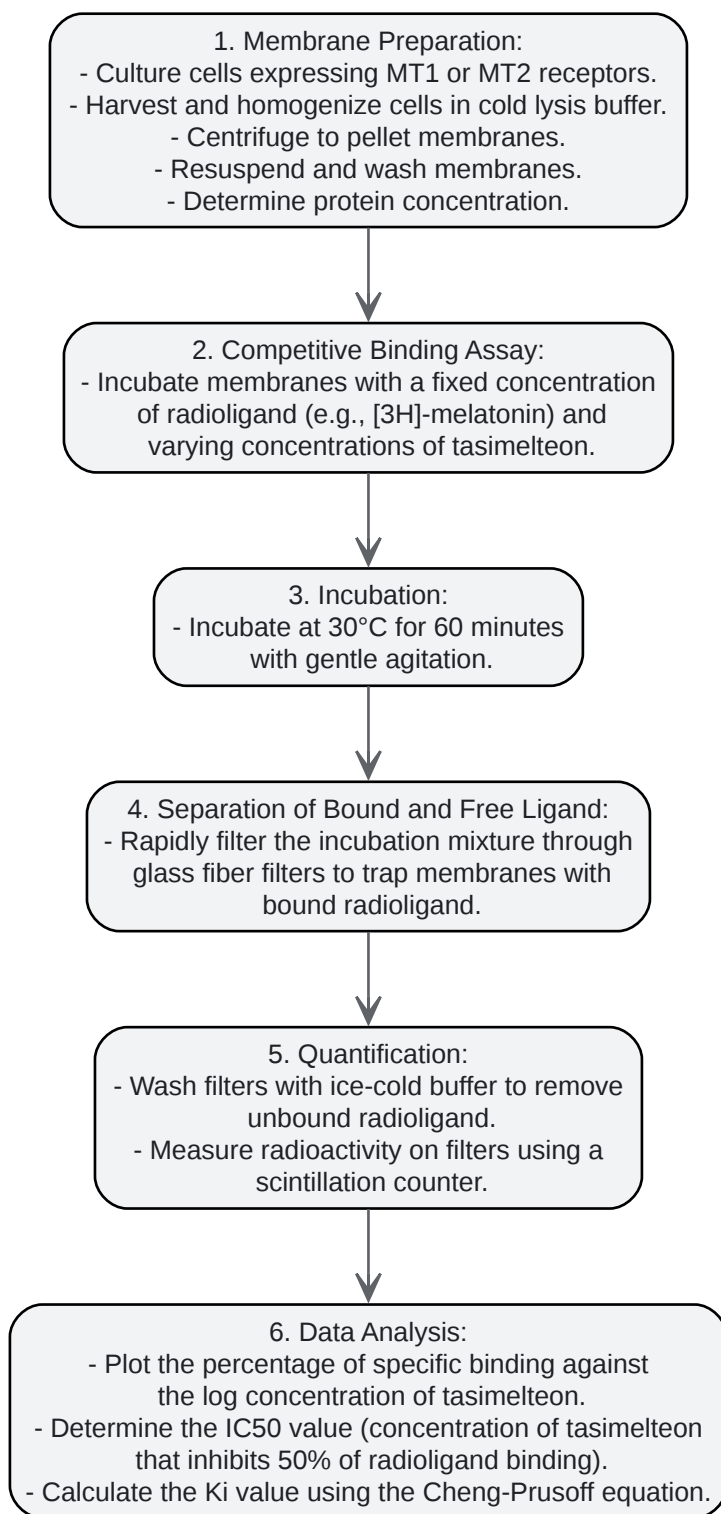 1. Membrane Preparation:
- Culture cells expressing MT1 or MT2 receptors.
- Harvest and homogenize cells in cold lysis buffer.
- Centrifuge to pellet membranes.
- Resuspend and wash membranes.
- Determine protein concentration.
2. Competitive Binding Assay:
- Incubate membranes with a fixed concentration
of radioligand (e.g., [3H]-melatonin) and
varying concentrations of tasimelteon.
3. Incubation:
- Incubate at 30°C for 60 minutes
with gentle agitation.
4. Separation of Bound and Free Ligand:
- Rapidly filter the incubation mixture through
glass fiber filters to trap membranes with
bound radioligand.
5. Quantification:
- Wash filters with ice-cold buffer to remove
unbound radioligand.
- Measure radioactivity on filters using a
scintillation counter.
6. Data Analysis:
- Plot the percentage of specific binding against
the log concentration of tasimelteon.
- Determine the IC50 value (concentration of tasimelteon
that inhibits 50% of radioligand binding).
- Calculate the Ki value using the Cheng-Prusoff equation.